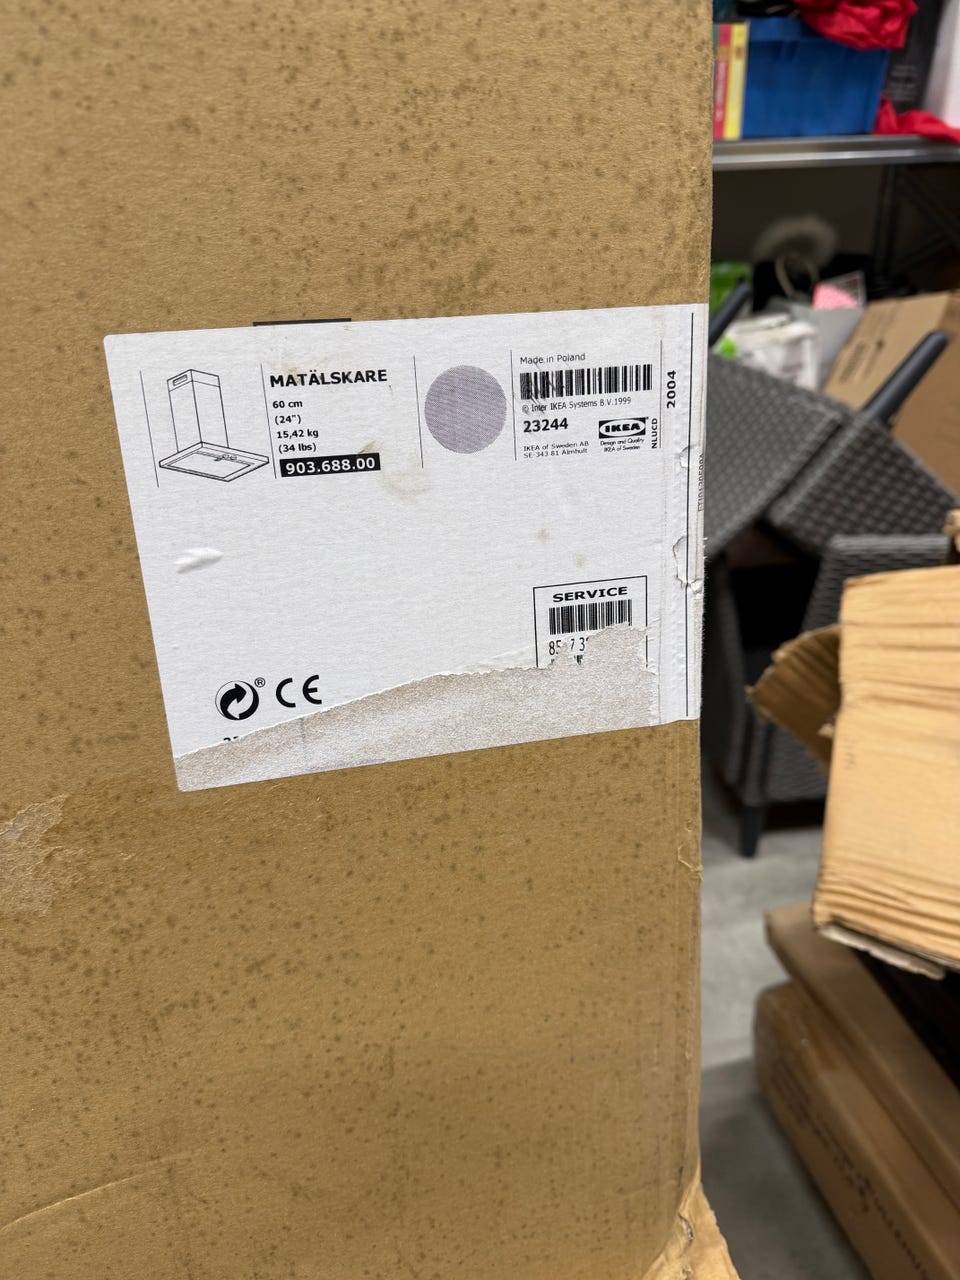 MATÄLSKARE
60 cm
(24")
15,42 kg
(34 lbs)
903.688.00
Made in Poland
© Inter IKEA Systems B.V. 1999
23244
IKEA of Sweden AB
SE-343 81 Älmhult
IKEA
®
Design and Quality
IKEA of Sweden
NLUCD
2004
SERVICE
®
CE